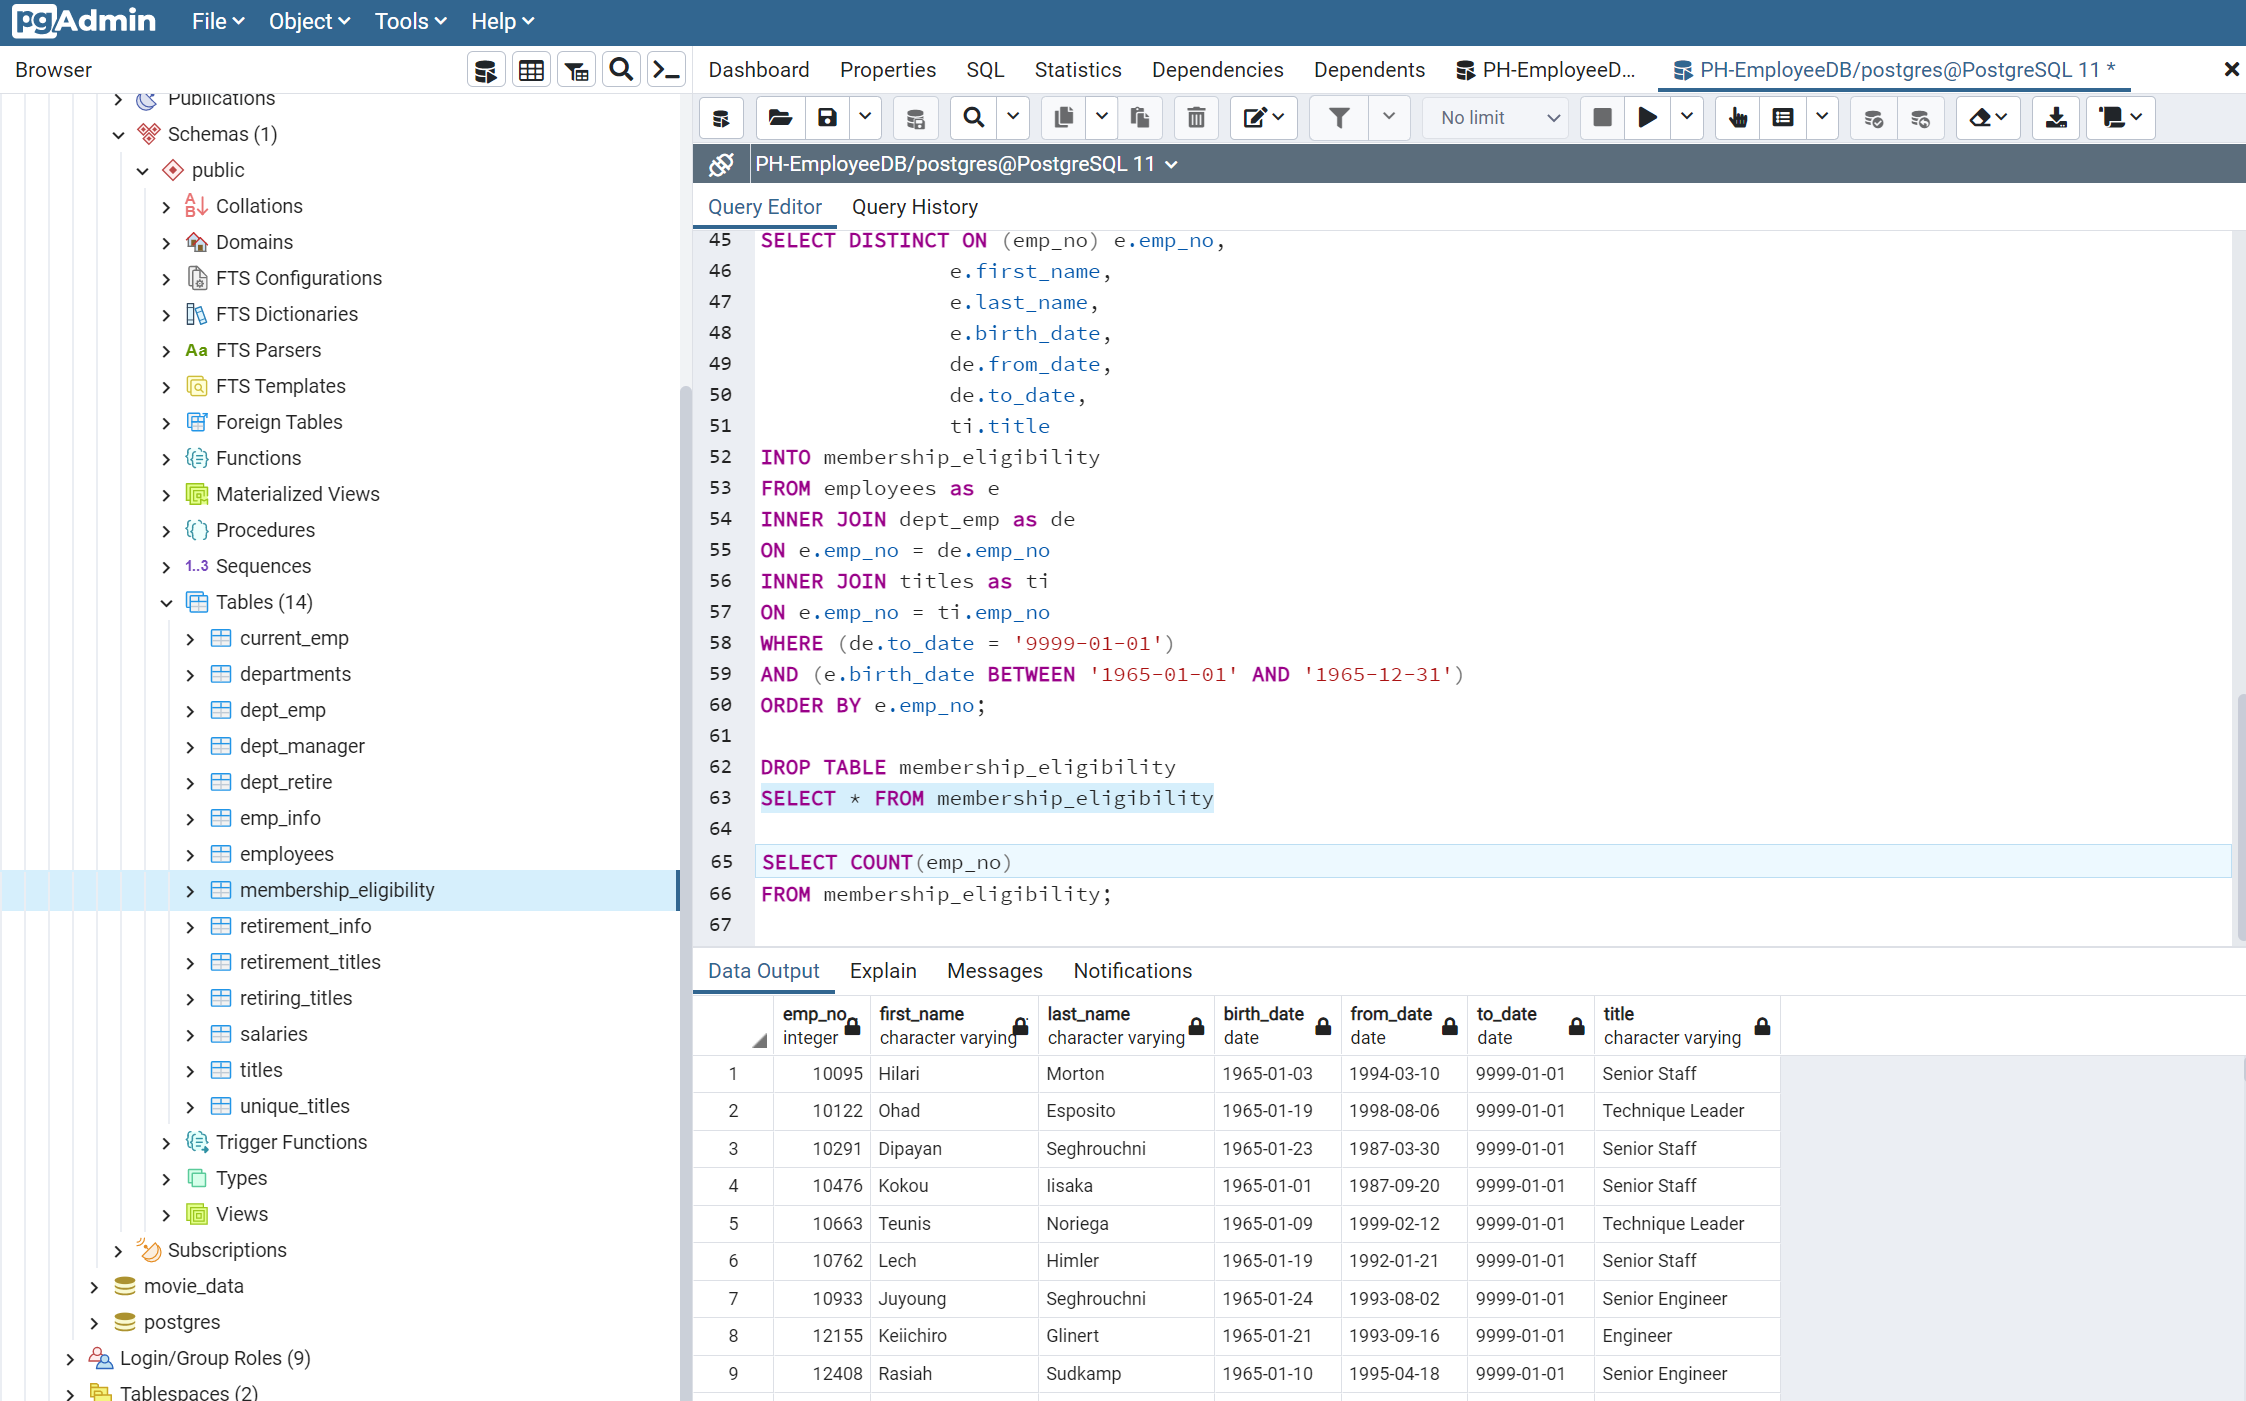 pgAdmin File Object Tools Help
Browser
Dashboard Properties SQL Statistics Dependencies Dependents PH-EmployeeD... PH-EmployeeDB/postgres@PostgreSQL 11 *
No limit
PH-EmployeeDB/postgres@PostgreSQL 11
Query Editor Query History
Publications
Schemas (1)
public
Collations
Domains
FTS Configurations
FTS Dictionaries
Aa FTS Parsers
FTS Templates
Foreign Tables
Functions
Materialized Views
Procedures
1..3 Sequences
Tables (14)
current_emp
departments
dept_emp
dept_manager
dept_retire
emp_info
employees
membership_eligibility
retirement_info
retirement_titles
retiring_titles
salaries
titles
unique_titles
Trigger Functions
Types
Views
Subscriptions
movie_data
postgres
Login/Group Roles (9)
Tablespaces (2)
45 SELECT DISTINCT ON (emp_no) e.emp_no,
46 e.first_name,
47 e.last_name,
48 e.birth_date,
49 de.from_date,
50 de.to_date,
51 ti.title
52 INTO membership_eligibility
53 FROM employees as e
54 INNER JOIN dept_emp as de
55 ON e.emp_no = de.emp_no
56 INNER JOIN titles as ti
57 ON e.emp_no = ti.emp_no
58 WHERE (de.to_date = '9999-01-01')
59 AND (e.birth_date BETWEEN '1965-01-01' AND '1965-12-31')
60 ORDER BY e.emp_no;
61
62 DROP TABLE membership_eligibility
63 SELECT * FROM membership_eligibility
64
65 SELECT COUNT(emp_no)
66 FROM membership_eligibility;
67
Data Output Explain Messages Notifications
emp_no first_name last_name birth_date from_date to_date title
integer character varying character varying date date date character varying
1 10095 Hilari Morton 1965-01-03 1994-03-10 9999-01-01 Senior Staff
2 10122 Ohad Esposito 1965-01-19 1998-08-06 9999-01-01 Technique Leader
3 10291 Dipayan Seghrouchni 1965-01-23 1987-03-30 9999-01-01 Senior Staff
4 10476 Kokou Iisaka 1965-01-01 1987-09-20 9999-01-01 Senior Staff
5 10663 Teunis Noriega 1965-01-09 1999-02-12 9999-01-01 Technique Leader
6 10762 Lech Himler 1965-01-19 1992-01-21 9999-01-01 Senior Staff
7 10933 Juyoung Seghrouchni 1965-01-24 1993-08-02 9999-01-01 Senior Engineer
8 12155 Keiichiro Glinert 1965-01-21 1993-09-16 9999-01-01 Engineer
9 12408 Rasiah Sudkamp 1965-01-10 1995-04-18 9999-01-01 Senior Engineer